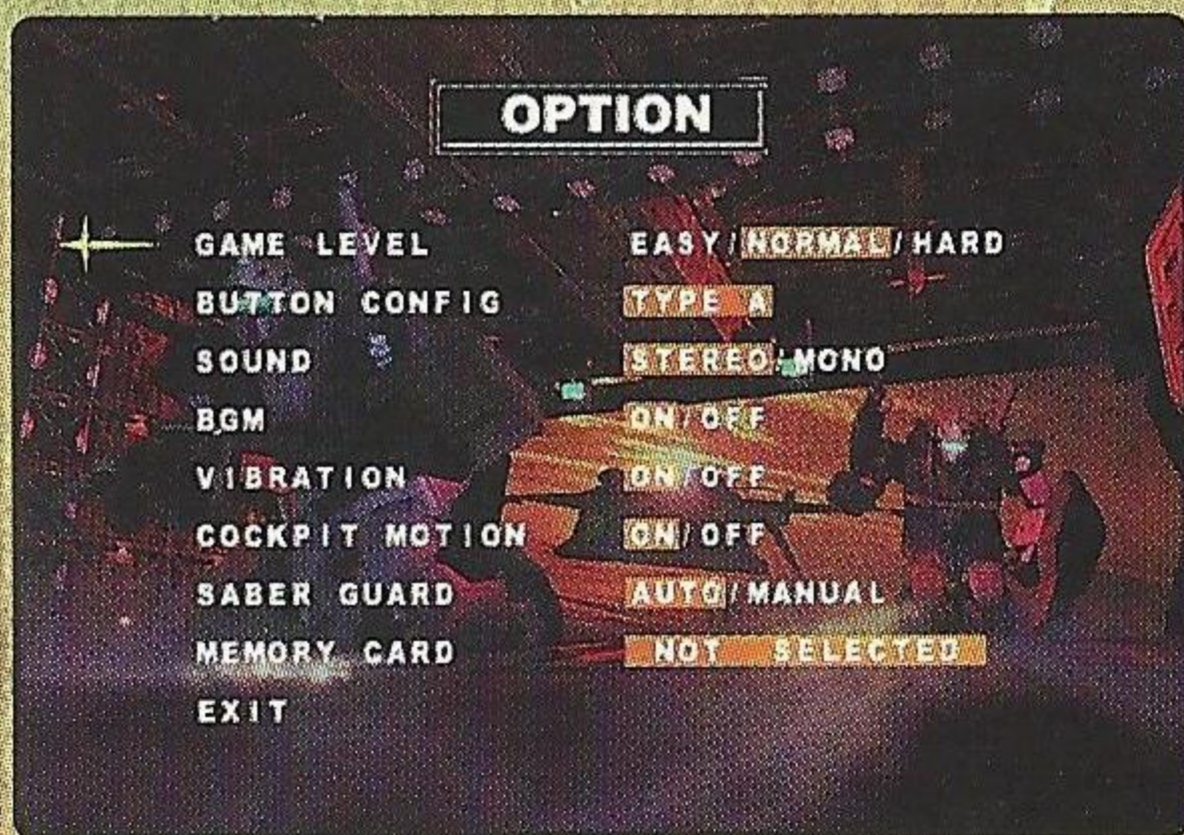 OPTION
GAME LEVEL EASY/NORMAL/HARD
BUTTON CONFIG TYPE A
SOUND STEREO/MONO
BGM ON/OFF
VIBRATION ON/OFF
COCKPIT MOTION ON/OFF
SABER GUARD AUTO/MANUAL
MEMORY CARD NOT SELECTED
EXIT